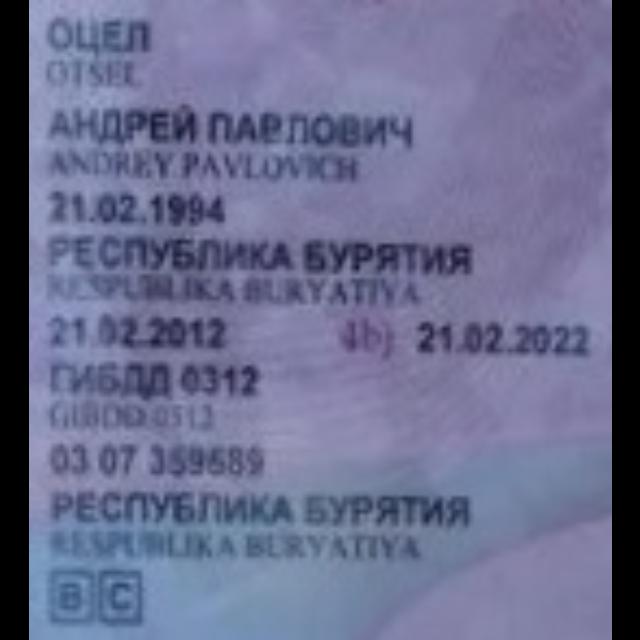 ОЦЕЛ
OTSEL
АНДРЕЙ ПАВЛОВИЧ
ANDREY PAVLOVICH
21.02.1994
РЕСПУБЛИКА БУРЯТИЯ
RESPUBLIKA BURYATIYA
21.02.2012 4b) 21.02.2022
ГИБДД 0312
GIBDD 0312
03 07 359689
РЕСПУБЛИКА БУРЯТИЯ
RESPUBLIKA BURYATIYA
B C